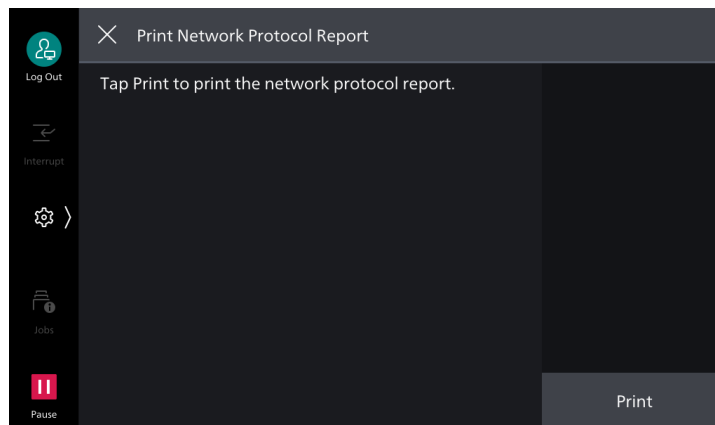 Print Network Protocol Report
Log Out
Tap Print to print the network protocol report.
Interrupt
Jobs
Pause
Print